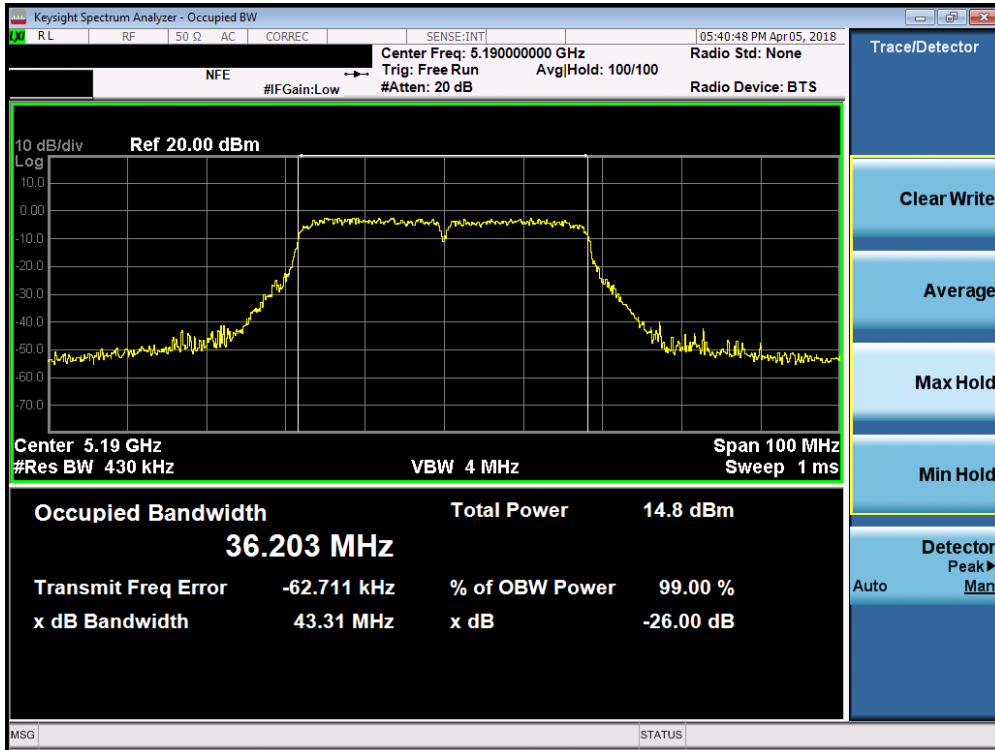 Keysight Spectrum Analyzer - Occupied BW
LXI RL RF 50 Ω AC CORREC SENSE:INT 05:40:48 PM Apr 05, 2018
Center Freq: 5.190000000 GHz Radio Std: None
NFE Trig: Free Run Avg|Hold: 100/100
#IFGain:Low #Atten: 20 dB Radio Device: BTS
10 dB/div Ref 20.00 dBm
Log
10.0
0.00
-10.0
-20.0
-30.0
-40.0
-50.0
-60.0
-70.0
Center 5.19 GHz Span 100 MHz
#Res BW 430 kHz VBW 4 MHz Sweep 1 ms
Occupied Bandwidth Total Power 14.8 dBm
36.203 MHz
Transmit Freq Error -62.711 kHz % of OBW Power 99.00 %
x dB Bandwidth 43.31 MHz x dB -26.00 dB
MSG STATUS
Trace/Detector
Clear Write
Average
Max Hold
Min Hold
Detector
Peak▶
Auto Man